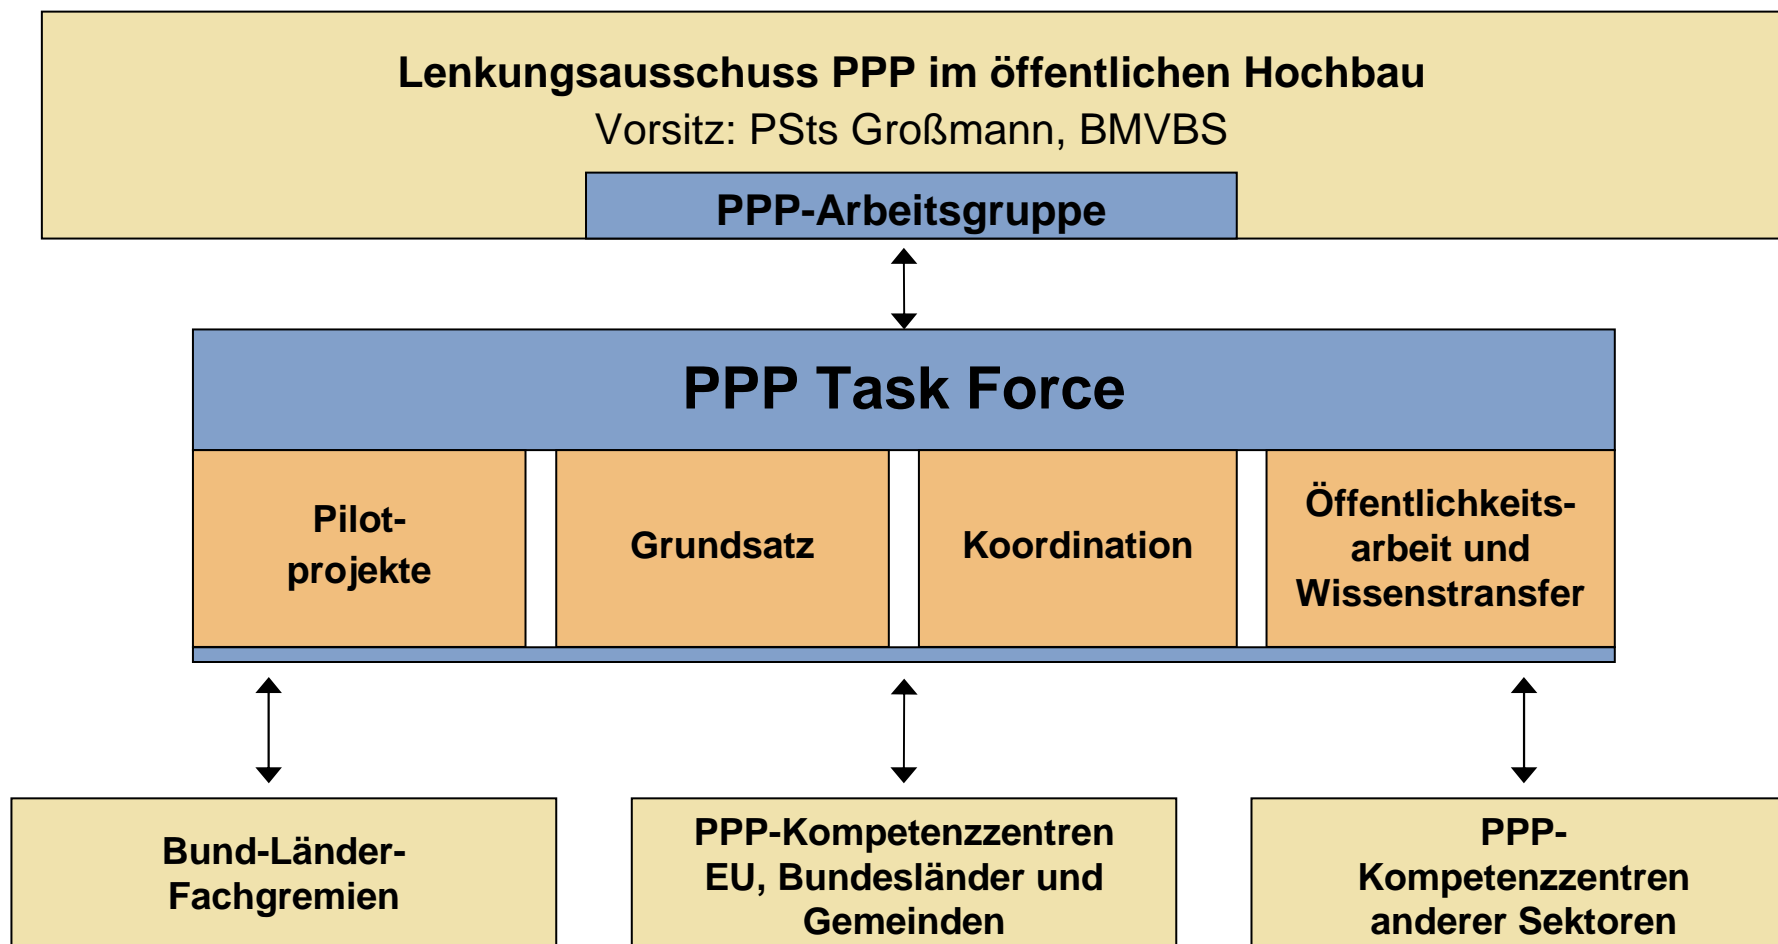 Lenkungsausschuss PPP im öffentlichen Hochbau
Vorsitz: PSts Großmann, BMVBS
PPP-Arbeitsgruppe
PPP Task Force
Pilot-
projekte
Grundsatz
Koordination
Öffentlichkeits-
arbeit und
Wissenstransfer
Bund-Länder-
Fachgremien
PPP-Kompetenzzentren
EU, Bundesländer und
Gemeinden
PPP-
Kompetenzzentren
anderer Sektoren